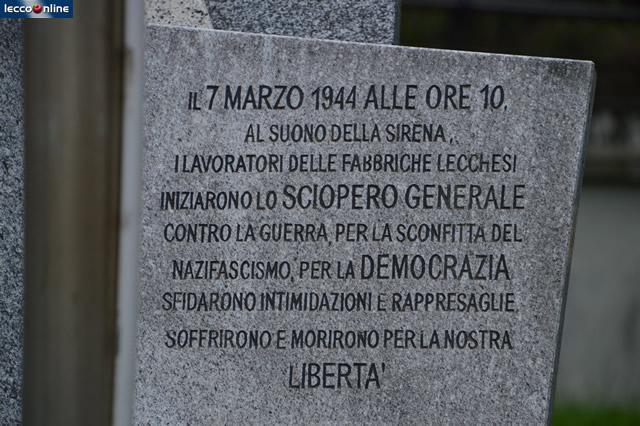 lecconline
IL 7 MARZO 1944 ALLE ORE 10,
AL SUONO DELLA SIRENA,
I LAVORATORI DELLE FABBRICHE LECCHESI
INIZIARONO LO SCIOPERO GENERALE
CONTRO LA GUERRA, PER LA SCONFITTA DEL
NAZIFASCISMO, PER LA DEMOCRAZIA
SFIDARONO INTIMIDAZIONI E RAPPRESAGLIE,
SOFFRIRONO E MORIRONO PER LA NOSTRA
LIBERTA'